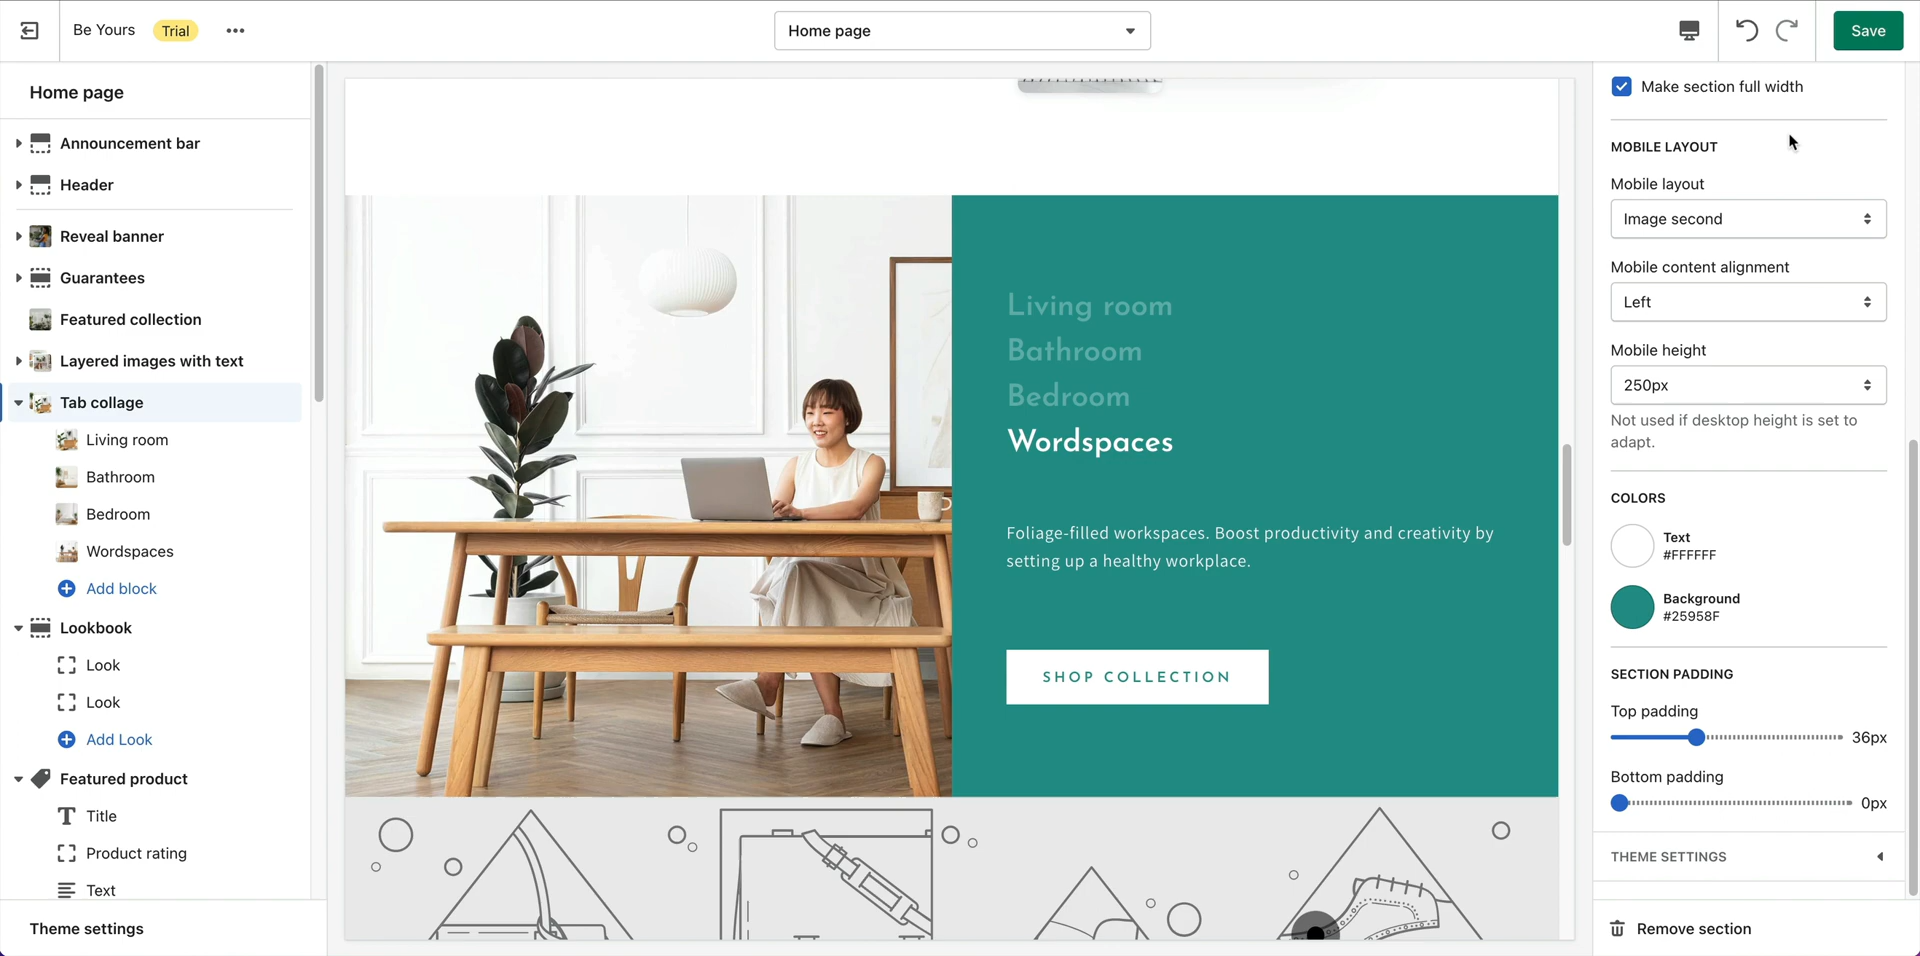 Be Yours
Trial
Home page
Save
Home page
Announcement bar
Header
Reveal banner
Guarantees
Featured collection
Layered images with text
Tab collage
Living room
Bathroom
Bedroom
Wordspaces
Add block
Lookbook
Look
Look
Add Look
Featured product
Title
Product rating
Text
Theme settings
Living room
Bathroom
Bedroom
Wordspaces
Foliage-filled workspaces. Boost productivity and creativity by
setting up a healthy workplace.
SHOP COLLECTION
Make section full width
MOBILE LAYOUT
Mobile layout
Image second
Mobile content alignment
Left
Mobile height
250px
Not used if desktop height is set to
adapt.
COLORS
Text
#FFFFFF
Background
#25958F
SECTION PADDING
Top padding
36px
Bottom padding
0px
THEME SETTINGS
Remove section